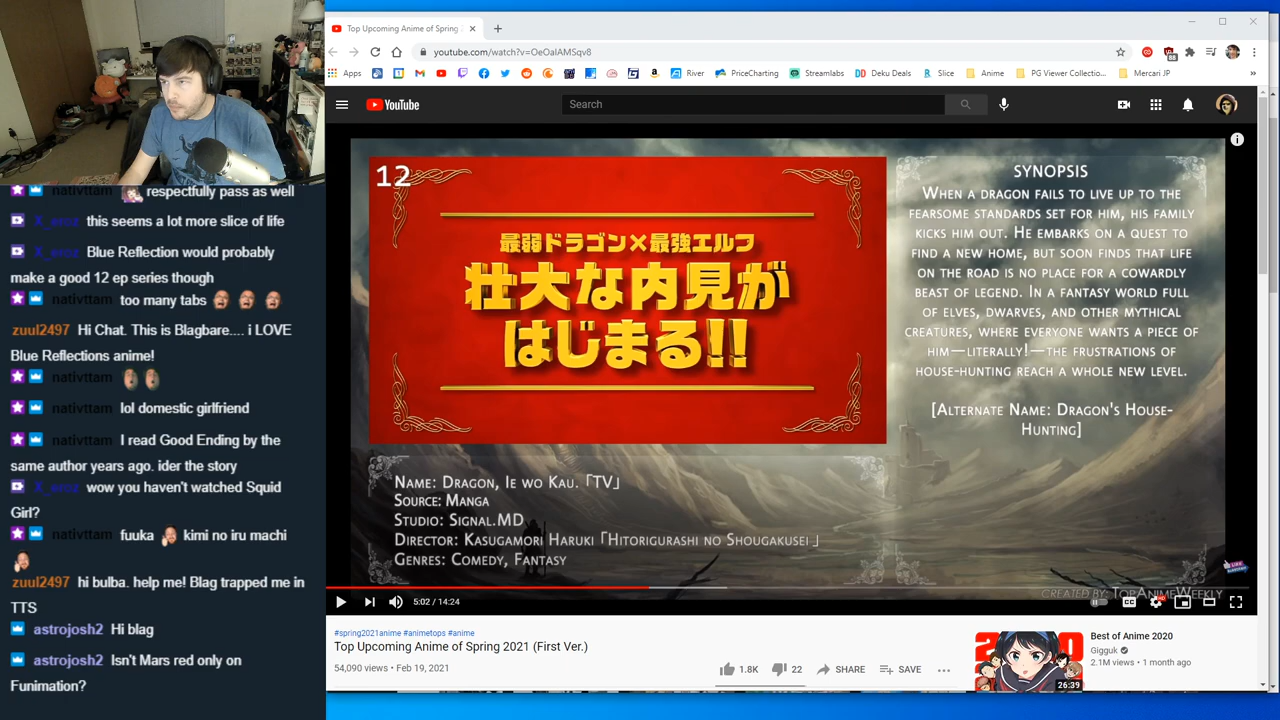 Top Upcoming Anime of Spring
youtube.com/watch?v=OeOaIAMSqv8
Apps
River
PriceCharting
Streamlabs
Deku Deals
Slice
Anime
PG Viewer Collectio...
Mercari JP
»
YouTube
Search
nativttam respectfully pass as well
X_eroz this seems a lot more slice of life
X_eroz Blue Reflection would probably
make a good 12 ep series though
nativttam too many tabs
zuul2497 Hi Chat. This is Blagbare.... i LOVE
Blue Reflections anime!
nativttam
nativttam lol domestic girlfriend
nativttam I read Good Ending by the
same author years ago. ider the story
X_eroz wow you haven't watched Squid
Girl?
nativttam fuuka kimi no iru machi
zuul2497 hi bulba. help me! Blag trapped me in
TTS
astrojosh2 Hi blag
astrojosh2 Isn't Mars red only on
Funimation?
12
最弱ドラゴン×最強エルフ
壮大な内見が
はじまる!!
Synopsis
When a dragon fails to live up to the
fearsome standards set for him, his family
kicks him out. He embarks on a quest to
find a new home, but soon finds that life
on the road is no place for a cowardly
beast of legend. In a fantasy world full
of elves, dwarves, and other mythical
creatures, where everyone wants a piece of
him—literally!—the frustrations of
house-hunting reach a whole new level.
[Alternate Name: Dragon's House-
Hunting]
Name: Dragon, Ie wo Kau.「TV」
Source: Manga
Studio: Signal.MD
Director: Kasugamori Haruki「Hitorigurashi no Shougakusei 」
Genres: Comedy, Fantasy
Created by: TopAnimeWeekly
5:02 / 14:24
CC
HD
#spring2021anime #animetops #anime
Top Upcoming Anime of Spring 2021 (First Ver.)
54,090 views • Feb 19, 2021
1.8K
22
SHARE
SAVE
...
26:39
Best of Anime 2020
Gigguk
2.1M views • 1 month ago